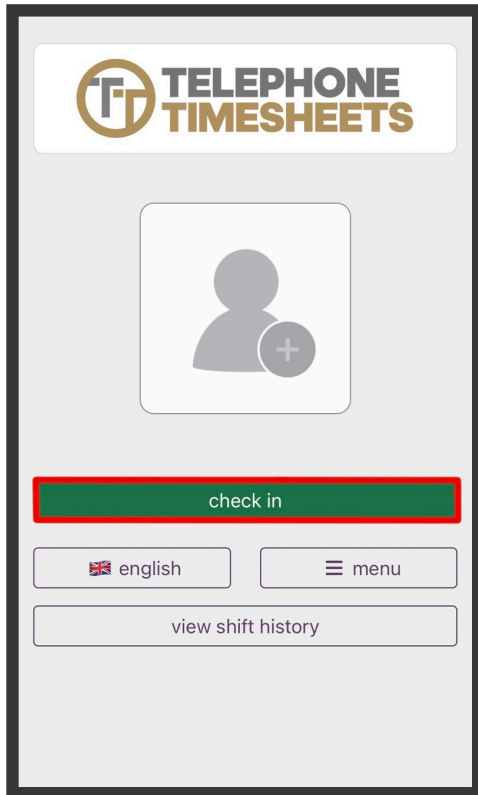 TELEPHONE
TIMESHEETS
check in
english
menu
view shift history